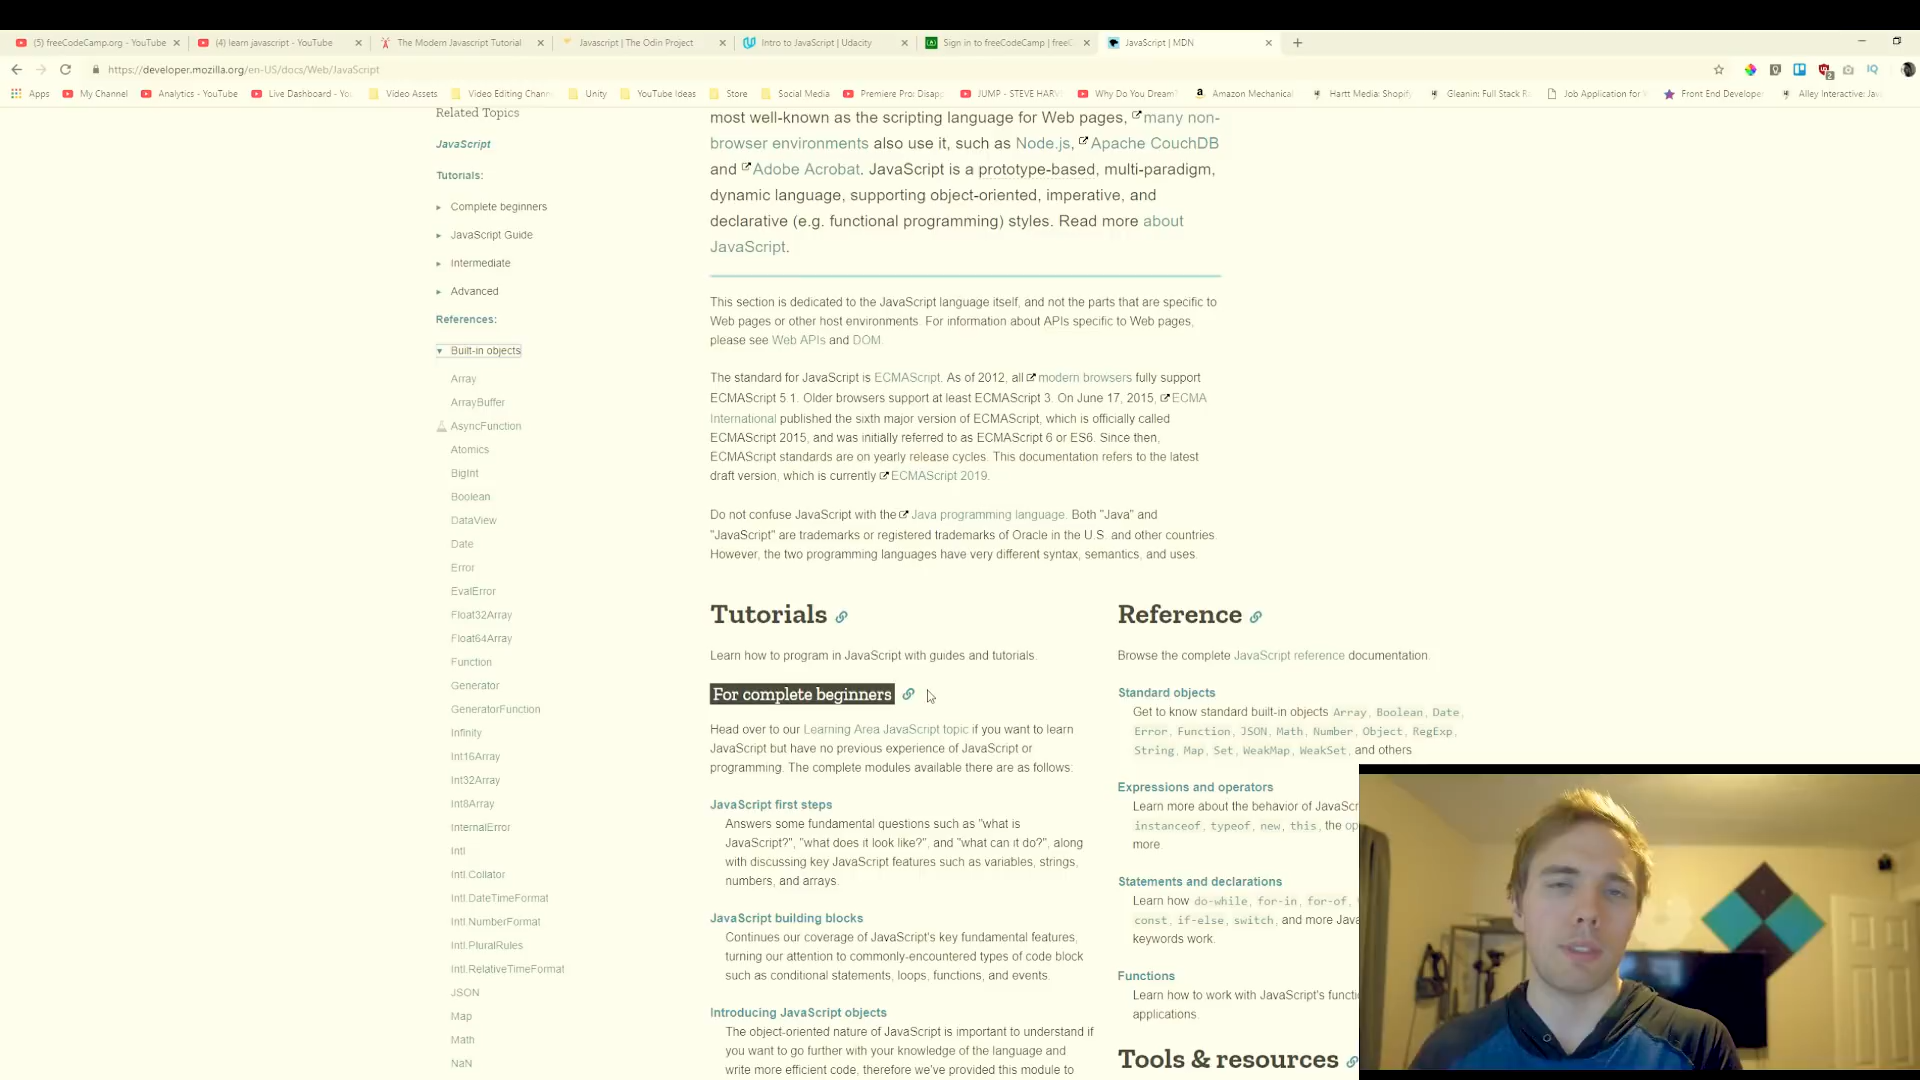 (5) freeCodeCamp.org - YouTube
(4) learn javascript - YouTube
The Modern Javascript Tutorial
Javascript | The Odin Project
Intro to JavaScript | Udacity
Sign in to freeCodeCamp | freeC
JavaScript | MDN
https://developer.mozilla.org/en-US/docs/Web/JavaScript
Apps
My Channel
Analytics - YouTube
Live Dashboard - Yo
Video Assets
Video Editing Chann
Unity
YouTube Ideas
Store
Social Media
Premiere Pro: Disap
JUMP - STEVE HARV
Why Do You Dream?
Amazon Mechanical
Hartt Media: Shopify
Gleanin: Full Stack R
Job Application for
Front End Developer
Alley Interactive: Jav
Related Topics
JavaScript
Tutorials:
Complete beginners
JavaScript Guide
Intermediate
Advanced
References:
Built-in objects
Array
ArrayBuffer
AsyncFunction
Atomics
BigInt
Boolean
DataView
Date
Error
EvalError
Float32Array
Float64Array
Function
Generator
GeneratorFunction
Infinity
Int16Array
Int32Array
Int8Array
InternalError
Intl
Intl.Collator
Intl.DateTimeFormat
Intl.NumberFormat
Intl.PluralRules
Intl.RelativeTimeFormat
JSON
Map
Math
NaN
most well-known as the scripting language for Web pages, many non-
browser environments also use it, such as Node.js, Apache CouchDB
and Adobe Acrobat. JavaScript is a prototype-based, multi-paradigm,
dynamic language, supporting object-oriented, imperative, and
declarative (e.g. functional programming) styles. Read more about
JavaScript.
This section is dedicated to the JavaScript language itself, and not the parts that are specific to
Web pages or other host environments. For information about APIs specific to Web pages,
please see Web APIs and DOM.
The standard for JavaScript is ECMAScript. As of 2012, all modern browsers fully support
ECMAScript 5.1. Older browsers support at least ECMAScript 3. On June 17, 2015, ECMA
International published the sixth major version of ECMAScript, which is officially called
ECMAScript 2015, and was initially referred to as ECMAScript 6 or ES6. Since then,
ECMAScript standards are on yearly release cycles. This documentation refers to the latest
draft version, which is currently ECMAScript 2019.
Do not confuse JavaScript with the Java programming language. Both "Java" and
"JavaScript" are trademarks or registered trademarks of Oracle in the U.S. and other countries.
However, the two programming languages have very different syntax, semantics, and uses.
Tutorials
Learn how to program in JavaScript with guides and tutorials.
For complete beginners
Head over to our Learning Area JavaScript topic if you want to learn
JavaScript but have no previous experience of JavaScript or
programming. The complete modules available there are as follows:
JavaScript first steps
Answers some fundamental questions such as "what is
JavaScript?", "what does it look like?", and "what can it do?", along
with discussing key JavaScript features such as variables, strings,
numbers, and arrays.
JavaScript building blocks
Continues our coverage of JavaScript's key fundamental features,
turning our attention to commonly-encountered types of code block
such as conditional statements, loops, functions, and events.
Introducing JavaScript objects
The object-oriented nature of JavaScript is important to understand if
you want to go further with your knowledge of the language and
write more efficient code, therefore we've provided this module to
Reference
Browse the complete JavaScript reference documentation.
Standard objects
Get to know standard built-in objects Array, Boolean, Date,
Error, Function, JSON, Math, Number, Object, RegExp,
String, Map, Set, WeakMap, WeakSet, and others
Expressions and operators
Learn more about the behavior of JavaScr
instanceof, typeof, new, this, the op
more.
Statements and declarations
Learn how do-while, for-in, for-of,
const, if-else, switch, and more Java
keywords work.
Functions
Learn how to work with JavaScript's functi
applications.
Tools & resources